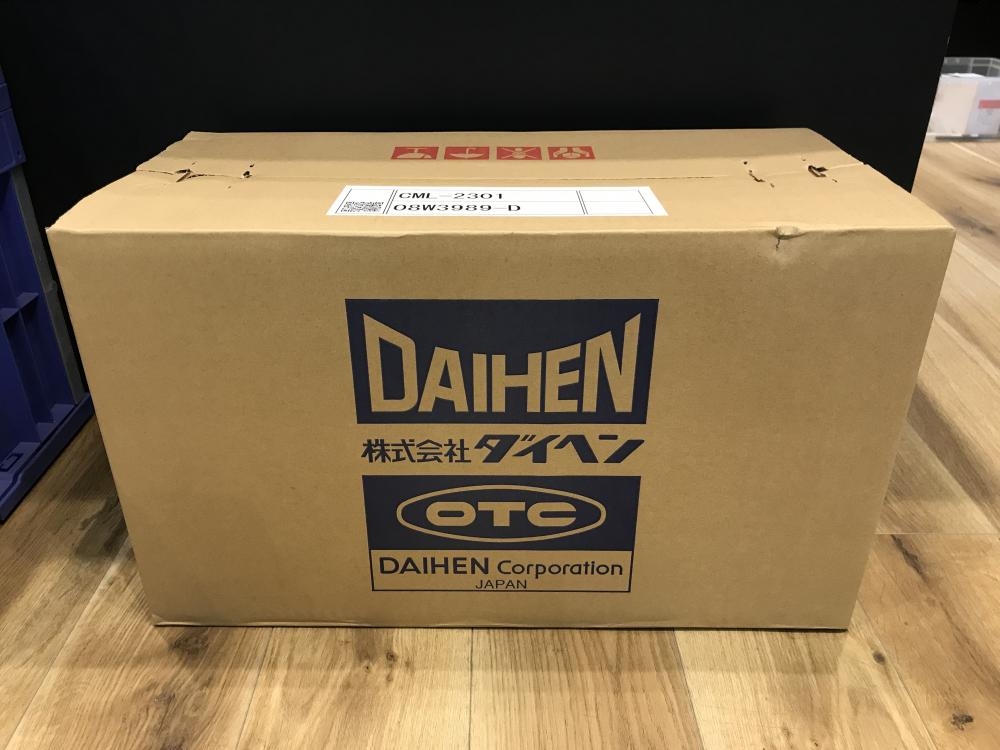 CML-2301
08W3989-D
DAIHEN
株式会社ダイヘン
OTC
DAIHEN Corporation
JAPAN